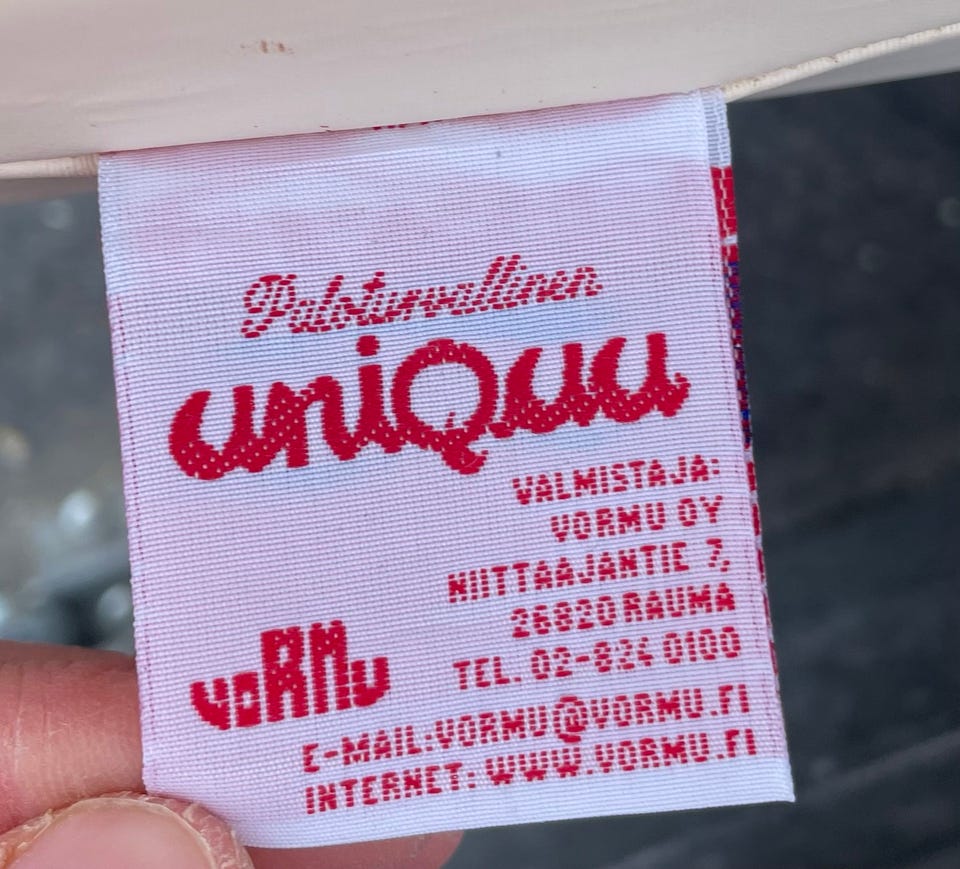 Paloturvallinen
uniQuu
VALMISTAJA:
VORMU OY
NIITTAAJANTIE 7,
26820 RAUMA
TEL. 02-824 0100
VORMU
E-MAIL:VORMU@VORMU.FI
INTERNET: WWW.VORMU.FI